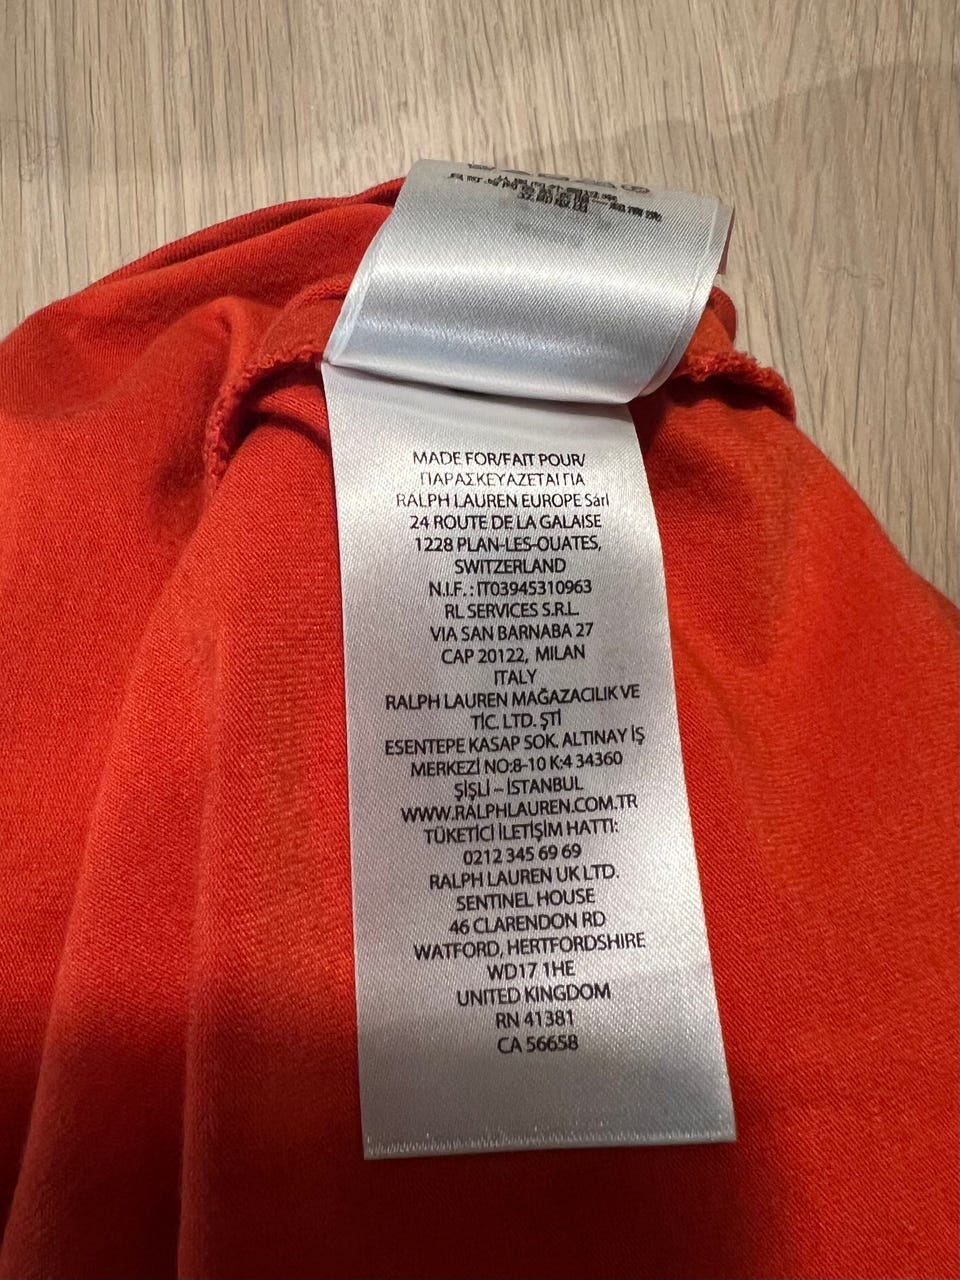 MADE FOR/FAIT POUR/
ΠΑΡΑΣΚΕΥΑΖΕΤΑΙ ΓΙΑ
RALPH LAUREN EUROPE Sárl
24 ROUTE DE LA GALAISE
1228 PLAN-LES-OUATES,
SWITZERLAND
N.I.F. : IT03945310963
RL SERVICES S.R.L.
VIA SAN BARNABA 27
CAP 20122, MILAN
ITALY
RALPH LAUREN MAĞAZACILIK VE
TİC. LTD. ŞTİ
ESENTEPE KASAP SOK. ALTINAY İŞ
MERKEZİ NO:8-10 K:4 34360
ŞİŞLİ – İSTANBUL
WWW.RALPHLAUREN.COM.TR
TÜKETİCİ İLETİŞİM HATTI:
0212 345 69 69
RALPH LAUREN UK LTD.
SENTINEL HOUSE
46 CLARENDON RD
WATFORD, HERTFORDSHIRE
WD17 1HE
UNITED KINGDOM
RN 41381
CA 56658